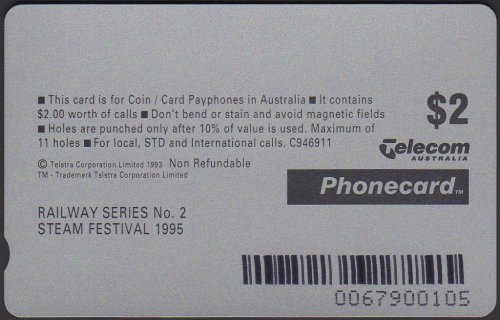 ■ This card is for Coin / Card Payphones in Australia ■ It contains
$2.00 worth of calls ■ Don't bend or stain and avoid magnetic fields
■ Holes are punched only after 10% of value is used. Maximum of
11 holes ■ For local, STD and International calls. C946911
© Telstra Corporation Limited 1993 Non Refundable
TM - Trademark Telstra Corporation Limited
$2
Telecom
AUSTRALIA
Phonecard TM
RAILWAY SERIES No. 2
STEAM FESTIVAL 1995
0067900105